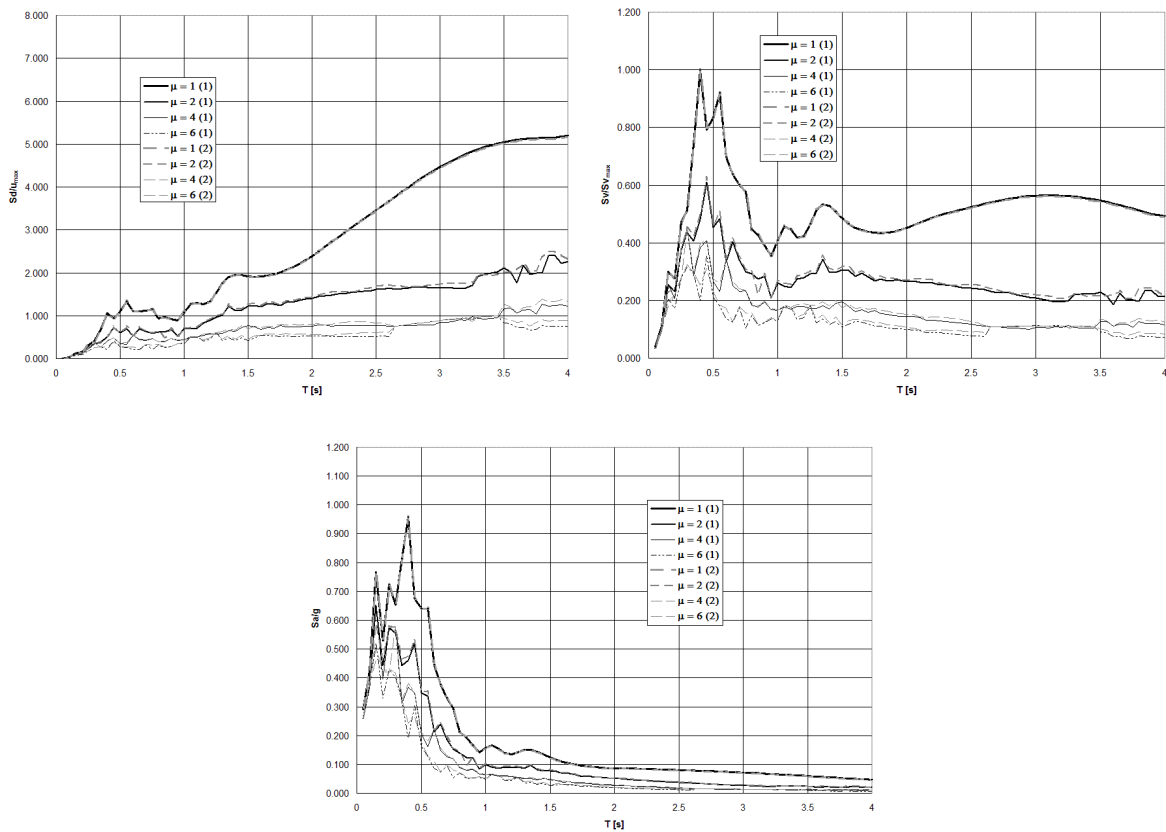 8.000
7.000
6.000
5.000
4.000
3.000
2.000
1.000
0.000
Sd/u_max
0 0.5 1 1.5 2 2.5 3 3.5 4
T [s]
μ = 1 (1)
μ = 2 (1)
μ = 4 (1)
μ = 6 (1)
μ = 1 (2)
μ = 2 (2)
μ = 4 (2)
μ = 6 (2)
1.200
1.000
0.800
0.600
0.400
0.200
0.000
Sv/Sv_max
0 0.5 1 1.5 2 2.5 3 3.5 4
T [s]
μ = 1 (1)
μ = 2 (1)
μ = 4 (1)
μ = 6 (1)
μ = 1 (2)
μ = 2 (2)
μ = 4 (2)
μ = 6 (2)
1.200
1.100
1.000
0.900
0.800
0.700
0.600
0.500
0.400
0.300
0.200
0.100
0.000
Sa/g
0 0.5 1 1.5 2 2.5 3 3.5 4
T [s]
μ = 1 (1)
μ = 2 (1)
μ = 4 (1)
μ = 6 (1)
μ = 1 (2)
μ = 2 (2)
μ = 4 (2)
μ = 6 (2)